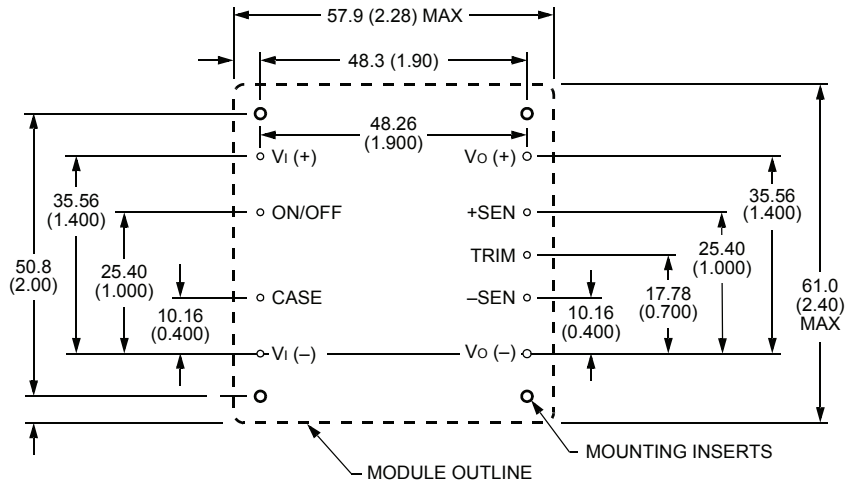 57.9 (2.28) MAX
48.3 (1.90)
48.26
(1.900)
VI (+)
VO (+)
35.56
(1.400)
35.56
(1.400)
ON/OFF
+SEN
50.8
(2.00)
25.40
(1.000)
TRIM
25.40
(1.000)
61.0
(2.40)
MAX
CASE
–SEN
17.78
(0.700)
10.16
(0.400)
10.16
(0.400)
VI (–)
VO (–)
MOUNTING INSERTS
MODULE OUTLINE